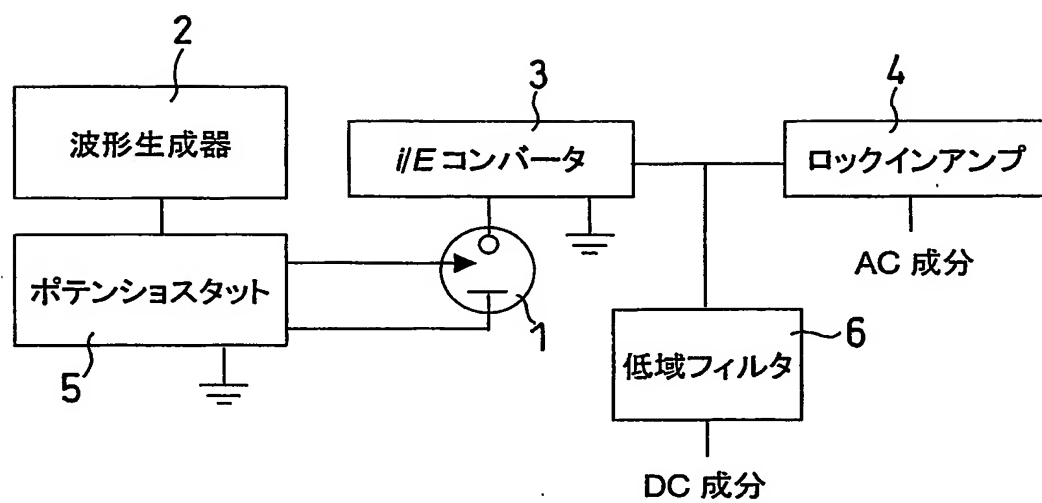 2
波形生成器
3
i/E コンバータ
4
ロックインアンプ
ポテンショスタット
5
1
AC 成分
低域フィルタ
6
DC 成分